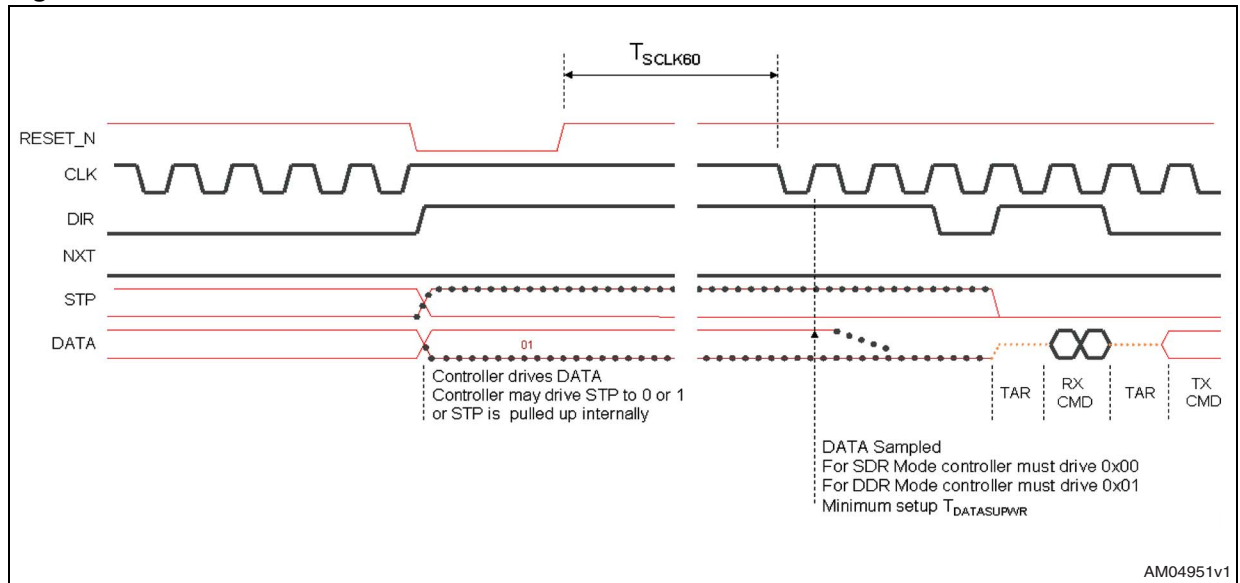 TSCLK60
RESET_N
CLK
DIR
NXT
STP
DATA
01
Controller drives DATA
Controller may drive STP to 0 or 1
or STP is pulled up internally
TAR
RX
CMD
TAR
TX
CMD
DATA Sampled
For SDR Mode controller must drive 0x00
For DDR Mode controller must drive 0x01
Minimum setup TDATASUPWR
AM04951v1